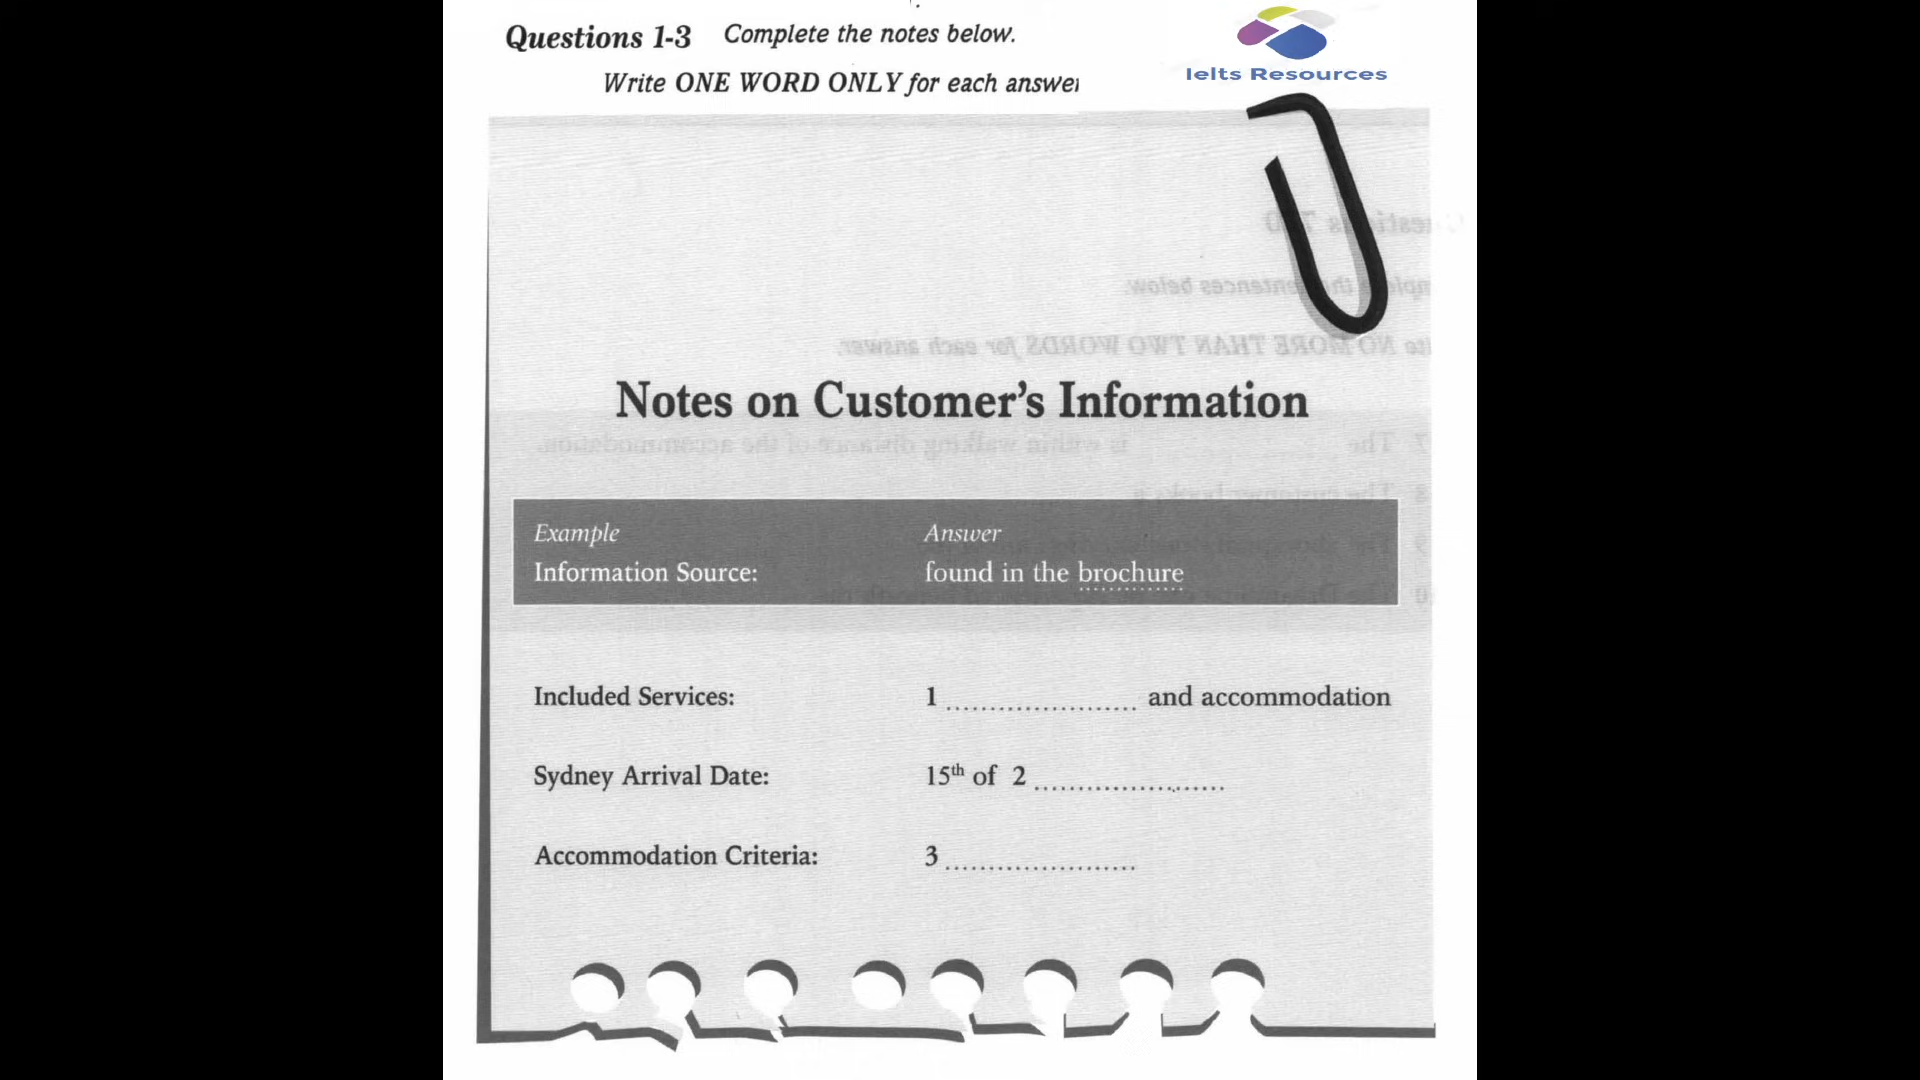 Questions 1-3 Complete the notes below.
Write ONE WORD ONLY for each answer
Ielts Resources
Notes on Customer's Information
Example Answer
Information Source: found in the brochure
Included Services: 1 ........................ and accommodation
Sydney Arrival Date: 15th of 2 ........................
Accommodation Criteria: 3 ........................